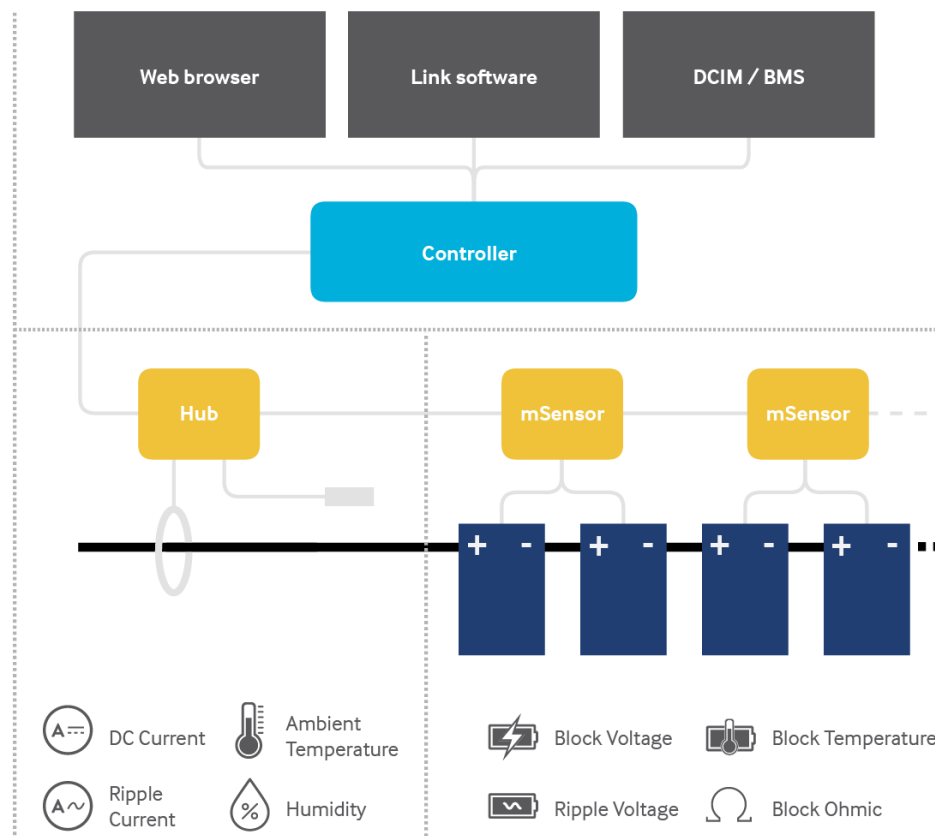 Web browser
Link software
DCIM / BMS
Controller
Hub
mSensor
mSensor
+ - + - + - + -
A
DC Current
Ambient
Temperature
A
Ripple
Current
%
Humidity
Block Voltage
Block Temperature
Ripple Voltage
Ω
Block Ohmic